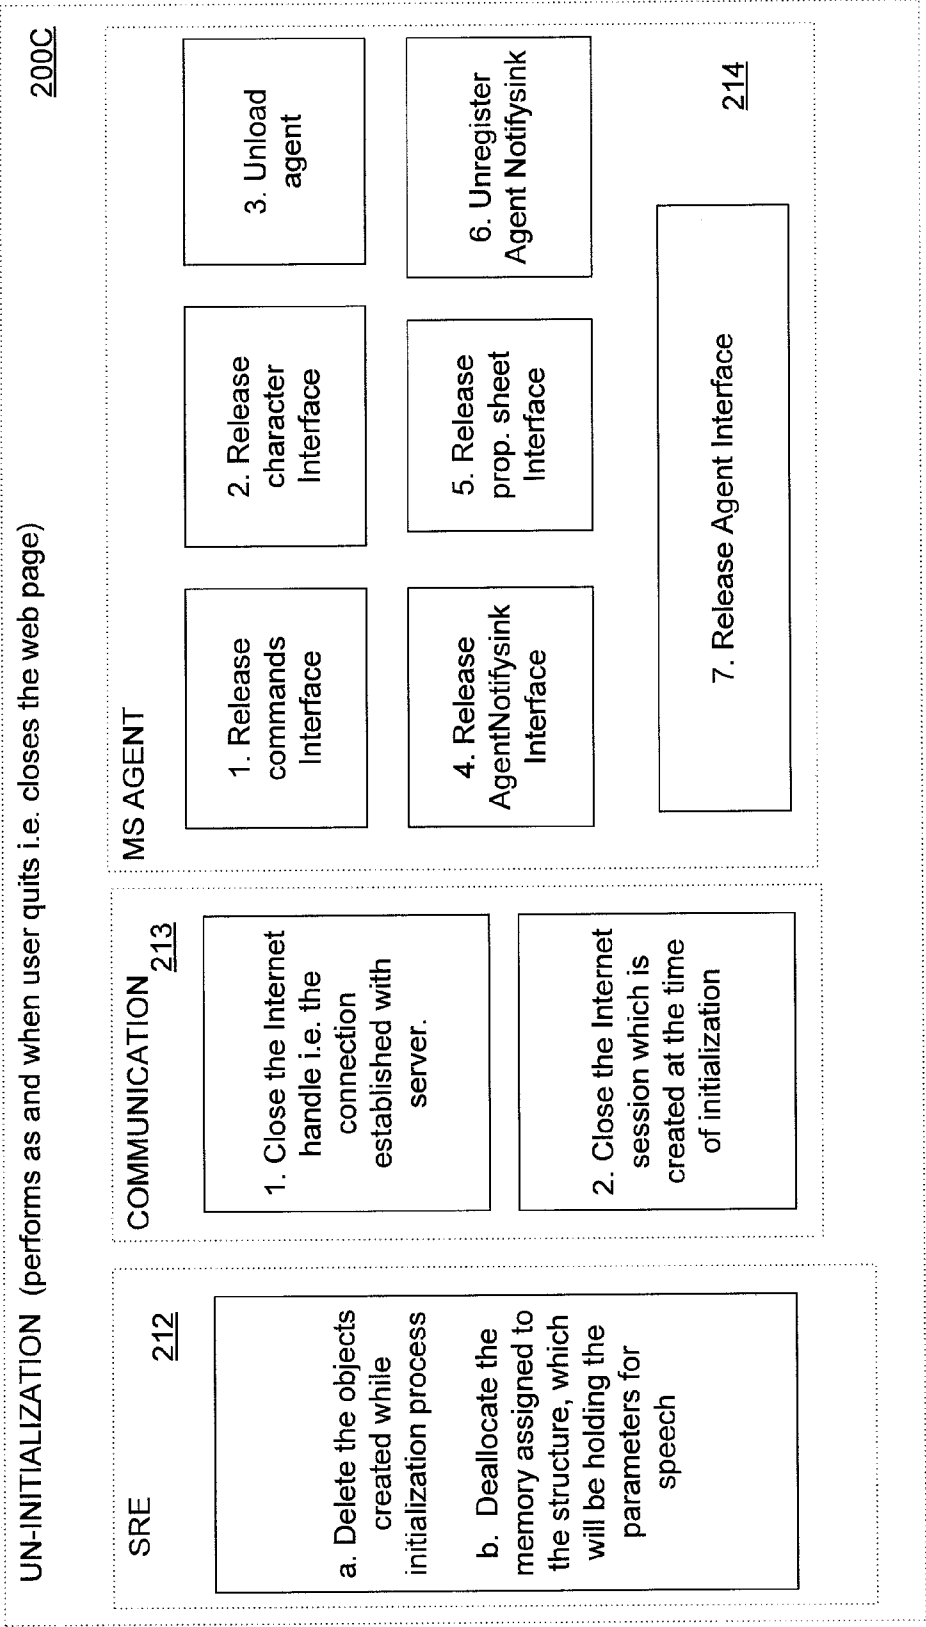 UN-INITIALIZATION (performs as and when user quits i.e. closes the web page)
200C
SRE
212
a. Delete the objects
created while
initialization process
b. Deallocate the
memory assigned to
the structure, which
will be holding the
parameters for
speech
COMMUNICATION
213
1. Close the Internet
handle i.e. the
connection
established with
server.
2. Close the Internet
session which is
created at the time
of initialization
MS AGENT
1. Release
commands
Interface
2. Release
character
Interface
3. Unload
agent
4. Release
AgentNotifysink
Interface
5. Release
prop. sheet
Interface
6. Unregister
Agent Notifysink
7. Release Agent Interface
214